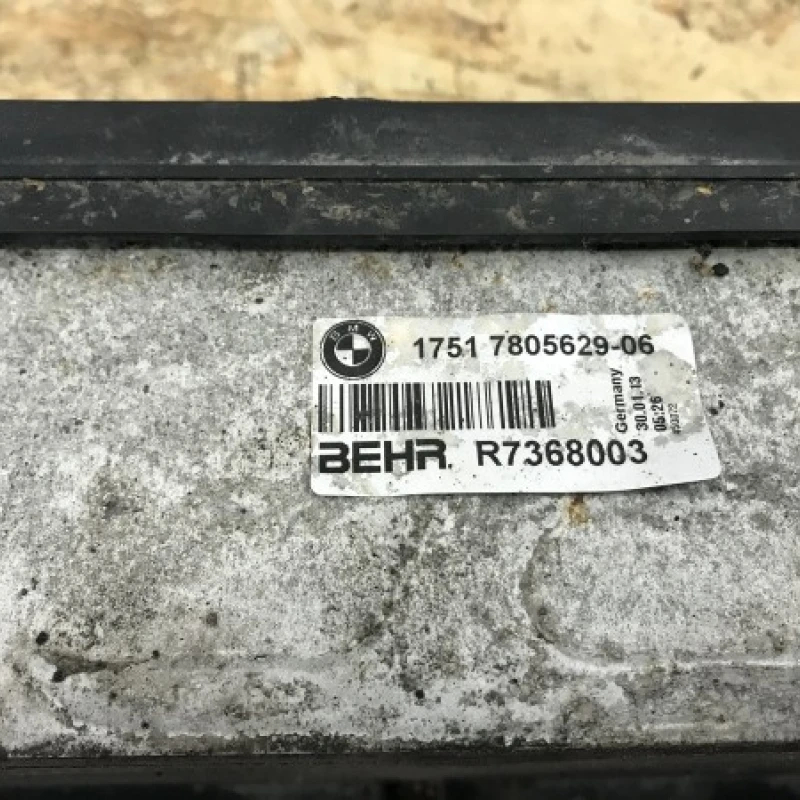 BMW
1751 7805629-06
Germany
30.01.13
05:26
BEHR R7368003